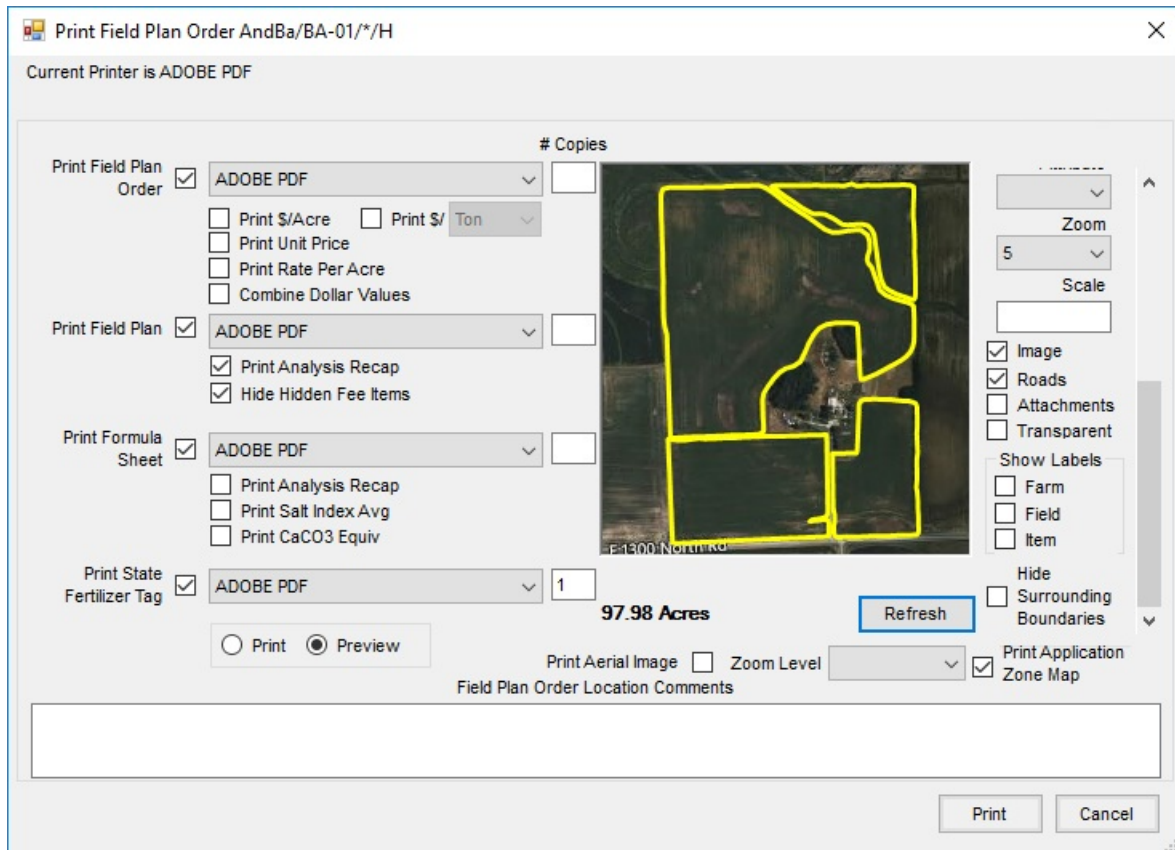 Print Field Plan Order AndBa/BA-01/*/H
Current Printer is ADOBE PDF
# Copies
Print Field Plan
Order
ADOBE PDF
Print $/Acre
Print $/
Ton
Print Unit Price
Print Rate Per Acre
Combine Dollar Values
Print Field Plan
ADOBE PDF
Print Analysis Recap
Hide Hidden Fee Items
Print Formula
Sheet
ADOBE PDF
Print Analysis Recap
Print Salt Index Avg
Print CaCO3 Equiv
Print State
Fertilizer Tag
ADOBE PDF
1
Print
Preview
E 1300 North Rd
97.98 Acres
Refresh
Attribute
Zoom
5
Scale
Image
Roads
Attachments
Transparent
Show Labels
Farm
Field
Item
Hide
Surrounding
Boundaries
Print Aerial Image
Zoom Level
Print Application
Zone Map
Field Plan Order Location Comments
Print
Cancel